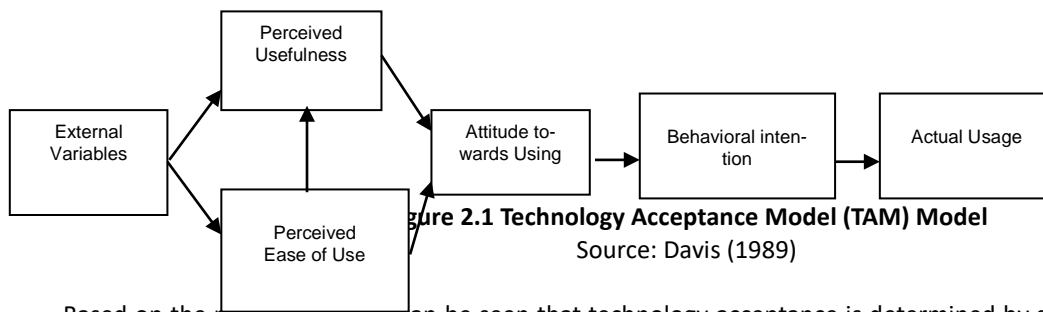 Perceived
Usefulness
External
Variables
Attitude to-
wards Using
Behavioral inten-
tion
Actual Usage
Perceived
Ease of Use
gure 2.1 Technology Acceptance Model (TAM) Model
Source: Davis (1989)
Based on the an be seen that technology acceptance is determined by